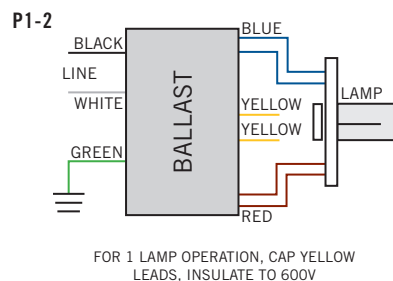 P1-2
BLACK
LINE
WHITE
GREEN
BALLAST
BLUE
YELLOW
YELLOW
RED
LAMP
FOR 1 LAMP OPERATION, CAP YELLOW
LEADS, INSULATE TO 600V